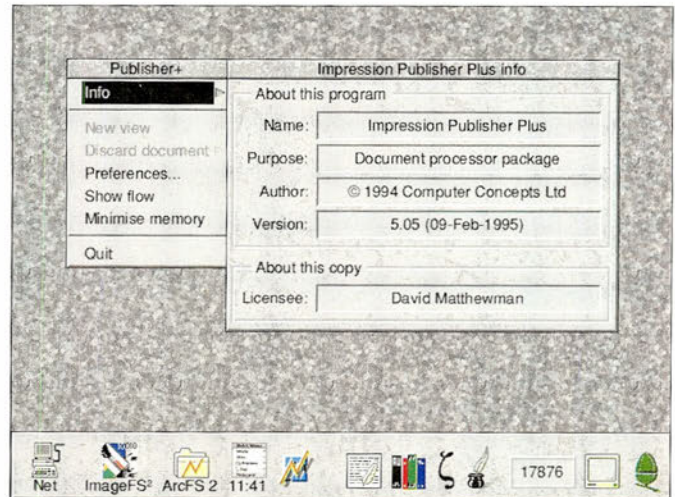 Publisher+
Info
New view
Discard document
Preferences...
Show flow
Minimise memory
Quit
Impression Publisher Plus info
About this program
Name: Impression Publisher Plus
Purpose: Document processor package
Author: © 1994 Computer Concepts Ltd
Version: 5.05 (09-Feb-1995)
About this copy
Licensee: David Matthewman
5
Net
ImageFS²
ArcFS 2
11:41
17876